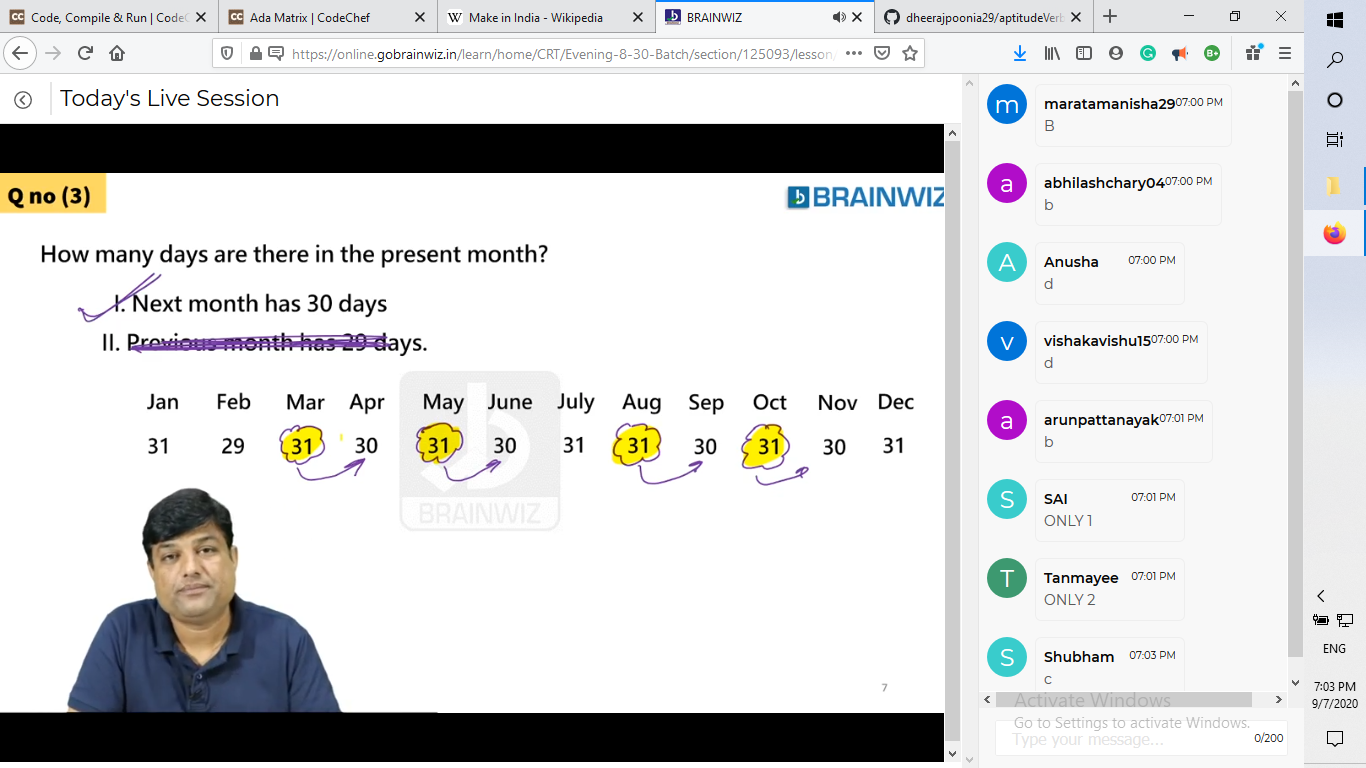 Code, Compile & Run | CodeC
Ada Matrix | CodeChef
Make in India - Wikipedia
BRAINWIZ
dheerajpoonia29/aptitudeVerb
https://online.gobrainwiz.in/learn/home/CRT/Evening-8-30-Batch/section/125093/lesson/
Today's Live Session
Q no (3)
BRAINWIZ
How many days are there in the present month?
I. Next month has 30 days
II. Previous month has 29 days.
Jan Feb Mar Apr May June July Aug Sep Oct Nov Dec
31 29 31 30 31 30 31 31 30 31 30 31
BRAINWIZ
7
maratamanisha29 07:00 PM
B
abhilashchary04 07:00 PM
b
Anusha 07:00 PM
d
vishakavishu15 07:00 PM
d
arunpattanayak 07:01 PM
b
SAI 07:01 PM
ONLY 1
Tanmayee 07:01 PM
ONLY 2
Shubham 07:03 PM
c
Activate Windows
Go to Settings to activate Windows.
Type your message...
0/200
ENG
7:03 PM
9/7/2020